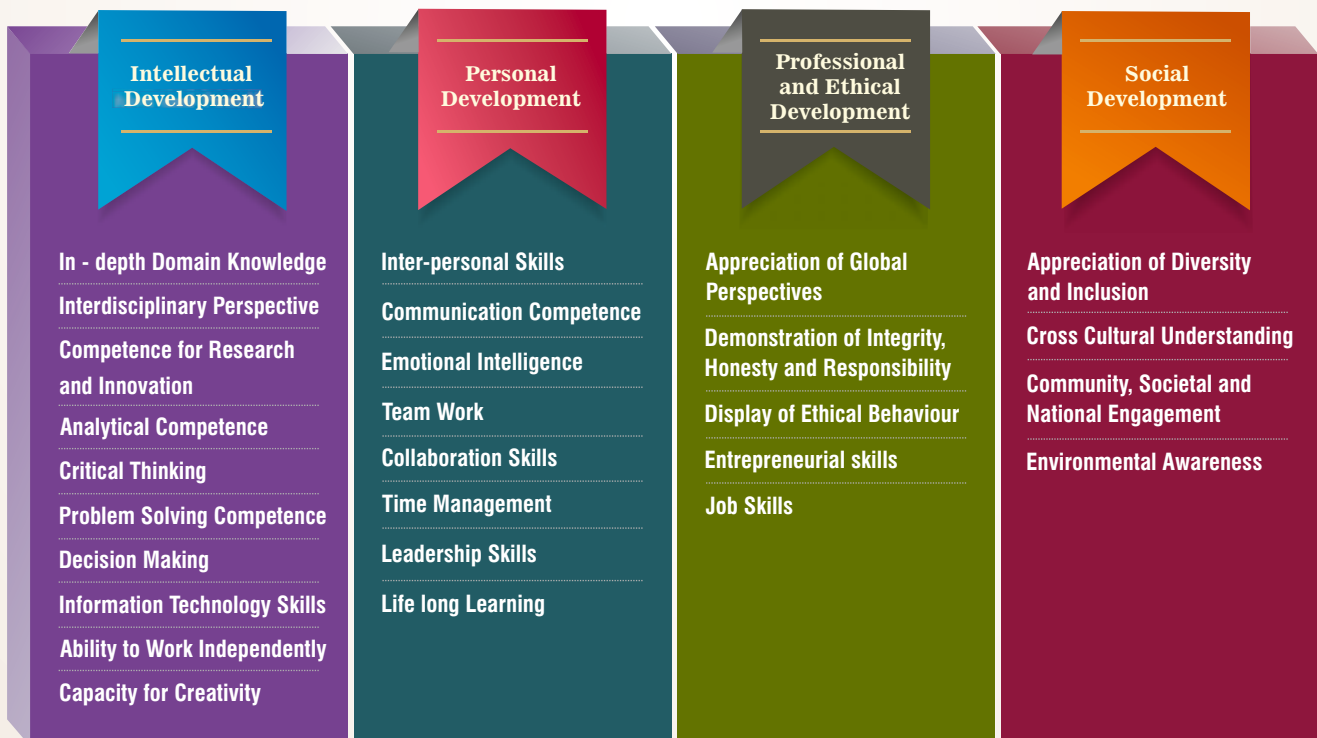 Intellectual
Development
In - depth Domain Knowledge
Interdisciplinary Perspective
Competence for Research
and Innovation
Analytical Competence
Critical Thinking
Problem Solving Competence
Decision Making
Information Technology Skills
Ability to Work Independently
Capacity for Creativity
Personal
Development
Inter-personal Skills
Communication Competence
Emotional Intelligence
Team Work
Collaboration Skills
Time Management
Leadership Skills
Life long Learning
Professional
and Ethical
Development
Appreciation of Global
Perspectives
Demonstration of Integrity,
Honesty and Responsibility
Display of Ethical Behaviour
Entrepreneurial skills
Job Skills
Social
Development
Appreciation of Diversity
and Inclusion
Cross Cultural Understanding
Community, Societal and
National Engagement
Environmental Awareness